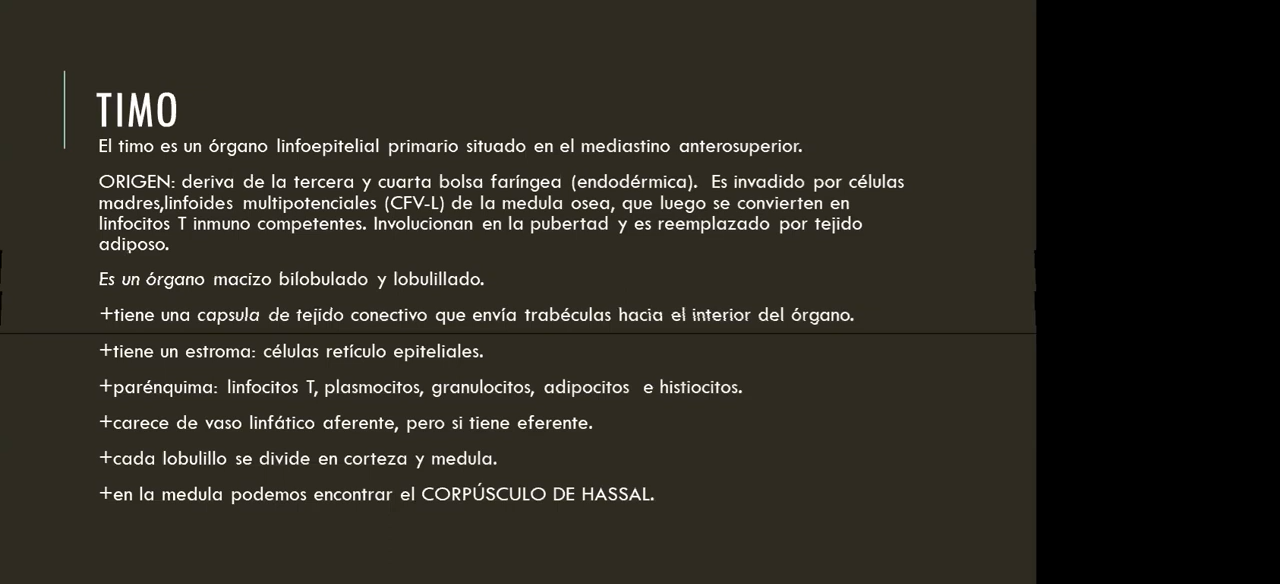 TIMO
El timo es un órgano linfoepitelial primario situado en el mediastino anterosuperior.
ORIGEN: deriva de la tercera y cuarta bolsa faríngea (endodérmica). Es invadido por células
madres,linfoides multipotenciales (CFV-L) de la medula osea, que luego se convierten en
linfocitos T inmuno competentes. Involucionan en la pubertad y es reemplazado por tejido
adiposo.
Es un órgano macizo bilobulado y lobulillado.
+tiene una capsula de tejido conectivo que envía trabéculas hacia el interior del órgano.
+tiene un estroma: células retículo epiteliales.
+parénquima: linfocitos T, plasmocitos, granulocitos, adipocitos e histiocitos.
+carece de vaso linfático aferente, pero si tiene eferente.
+cada lobulillo se divide en corteza y medula.
+en la medula podemos encontrar el CORPÚSCULO DE HASSAL.